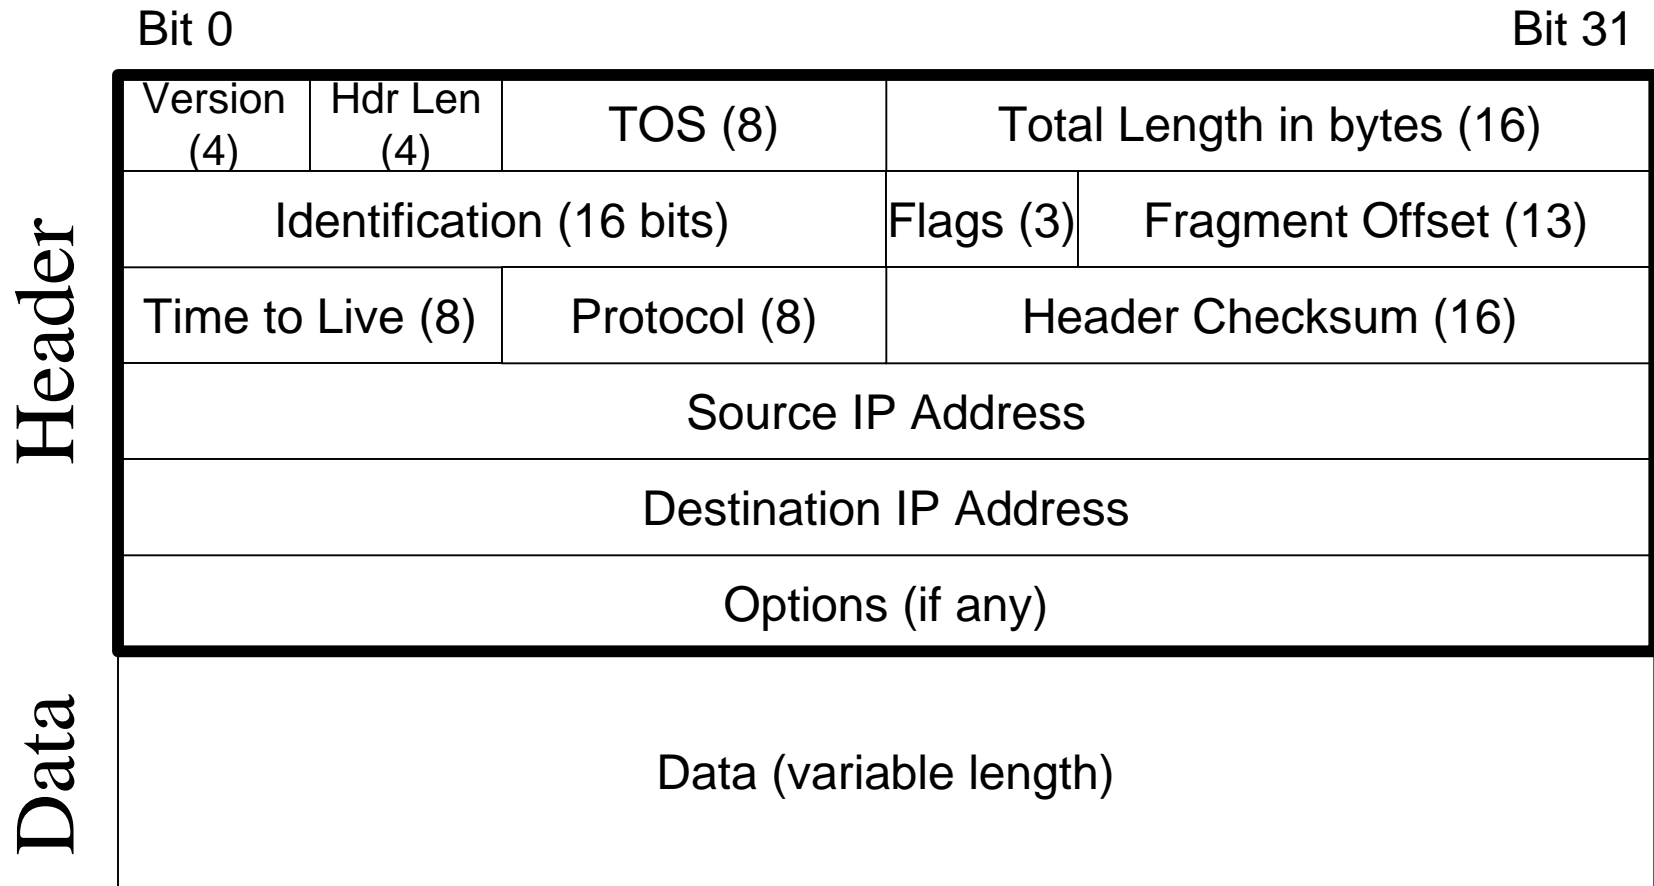 Bit 0
Bit 31
Version
(4)
Hdr Len
(4)
TOS (8)
Total Length in bytes (16)
Identification (16 bits)
Flags (3)
Fragment Offset (13)
Time to Live (8)
Protocol (8)
Header Checksum (16)
Source IP Address
Destination IP Address
Options (if any)
Header
Data (variable length)
Data